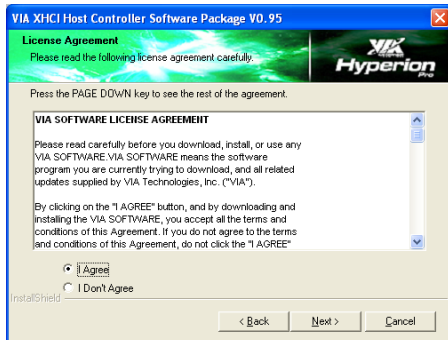 VIA XHCI Host Controller Software Package V0.95
License Agreement
Please read the following license agreement carefully.
VIA
Hyperion
Pro
Press the PAGE DOWN key to see the rest of the agreement.
VIA SOFTWARE LICENSE AGREEMENT
Please read carefully before you download, install, or use any
VIA SOFTWARE.VIA SOFTWARE means the software
program you are currently trying to download, and all related
updates supplied by VIA Technologies, Inc. ("VIA").
By clicking on the "I AGREE" button, and by downloading and
installing the VIA SOFTWARE, you accept all the terms and
conditions of this Agreement. If you do not agree to the terms
and conditions of this Agreement, do not click the "I AGREE"
I Agree
I Don't Agree
InstallShield
< Back
Next >
Cancel